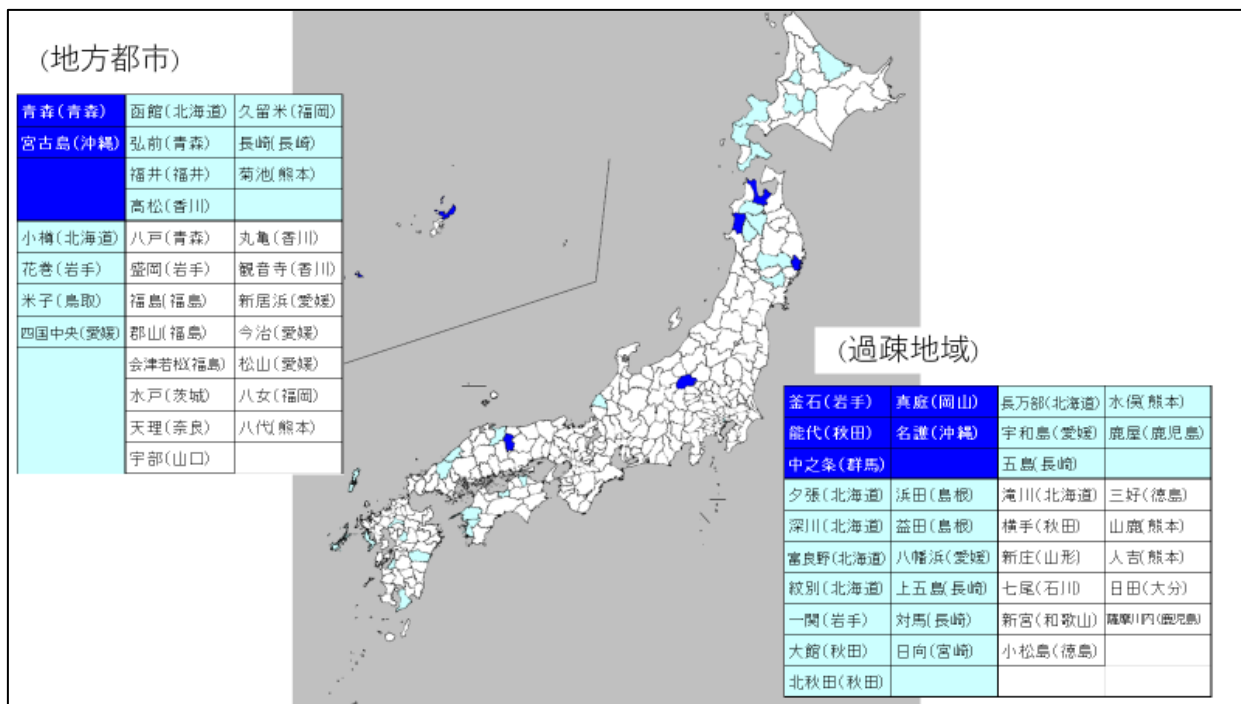 (地方都市)
青森(青森) 函館(北海道) 久留米(福岡)
宮古島(沖縄) 弘前(青森) 長崎(長崎)
福井(福井) 菊池(熊本)
高松(香川)
小樽(北海道) 八戸(青森) 丸亀(香川)
花巻(岩手) 盛岡(岩手) 観音寺(香川)
米子(鳥取) 福島(福島) 新居浜(愛媛)
四国中央(愛媛) 郡山(福島) 今治(愛媛)
会津若松(福島) 松山(愛媛)
水戸(茨城) 八女(福岡)
天理(奈良) 八代(熊本)
宇部(山口)
(過疎地域)
釜石(岩手) 真庭(岡山) 長万部(北海道) 水俣(熊本)
能代(秋田) 名護(沖縄) 宇和島(愛媛) 鹿屋(鹿児島)
中之条(群馬) 五島(長崎)
夕張(北海道) 浜田(島根) 滝川(北海道) 三好(徳島)
深川(北海道) 益田(島根) 横手(秋田) 山鹿(熊本)
富良野(北海道) 八幡浜(愛媛) 新庄(山形) 人吉(熊本)
紋別(北海道) 上五島(長崎) 七尾(石川) 日田(大分)
一関(岩手) 対馬(長崎) 新宮(和歌山) 薩摩川内(鹿児島)
大館(秋田) 日向(宮崎) 小松島(徳島)
北秋田(秋田)